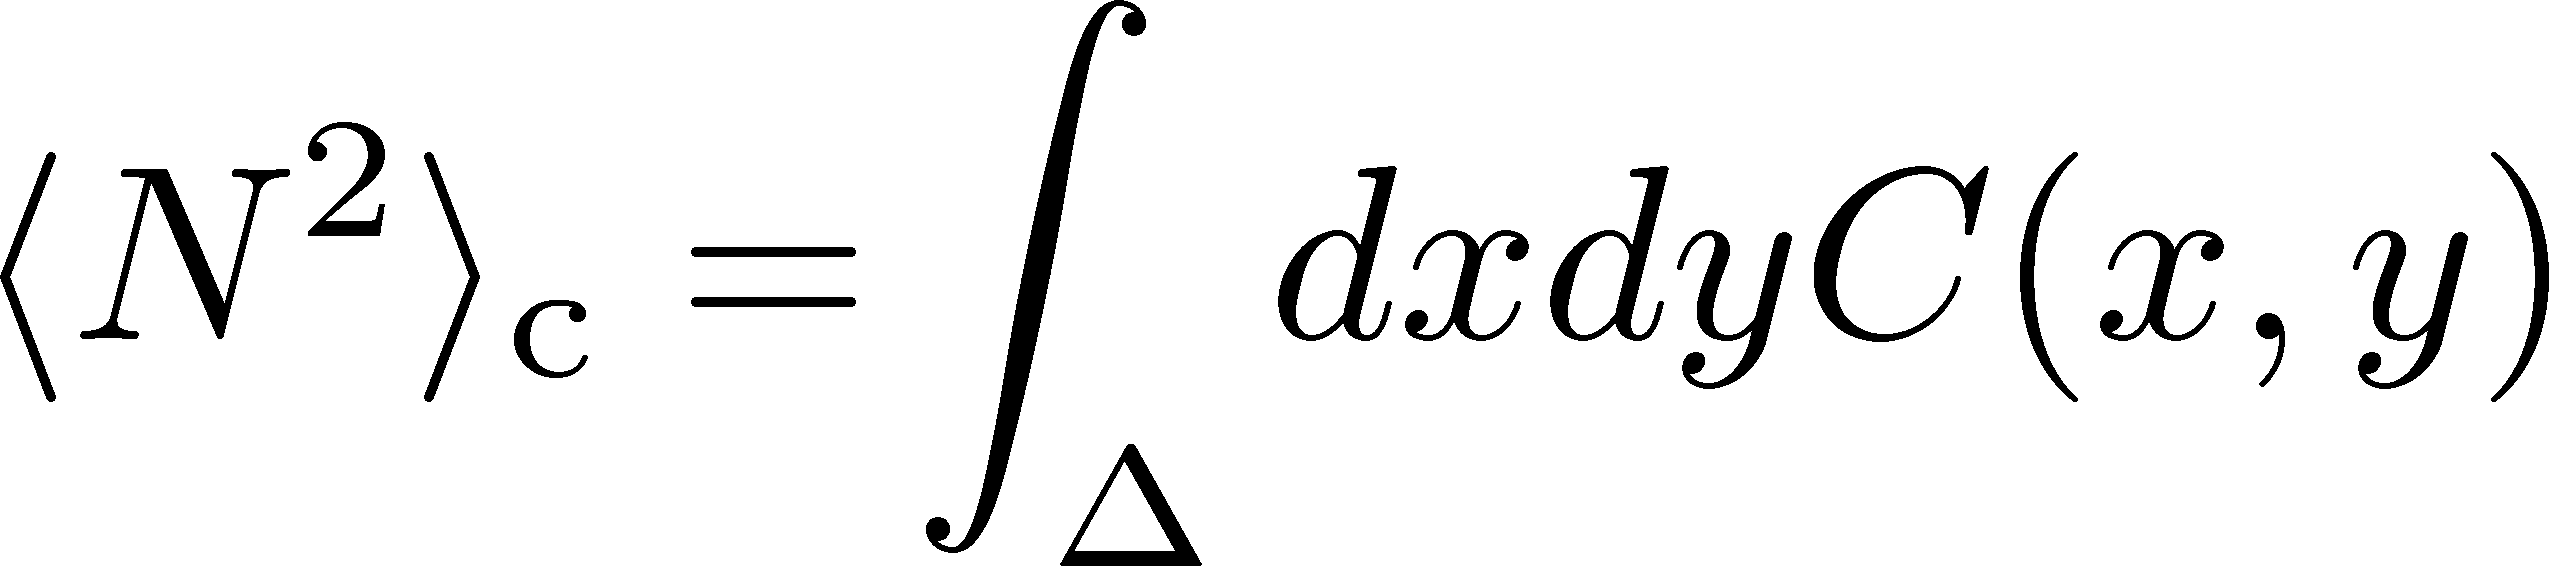 ⟨N²⟩_c = ∫_Δ dxdyC(x, y)